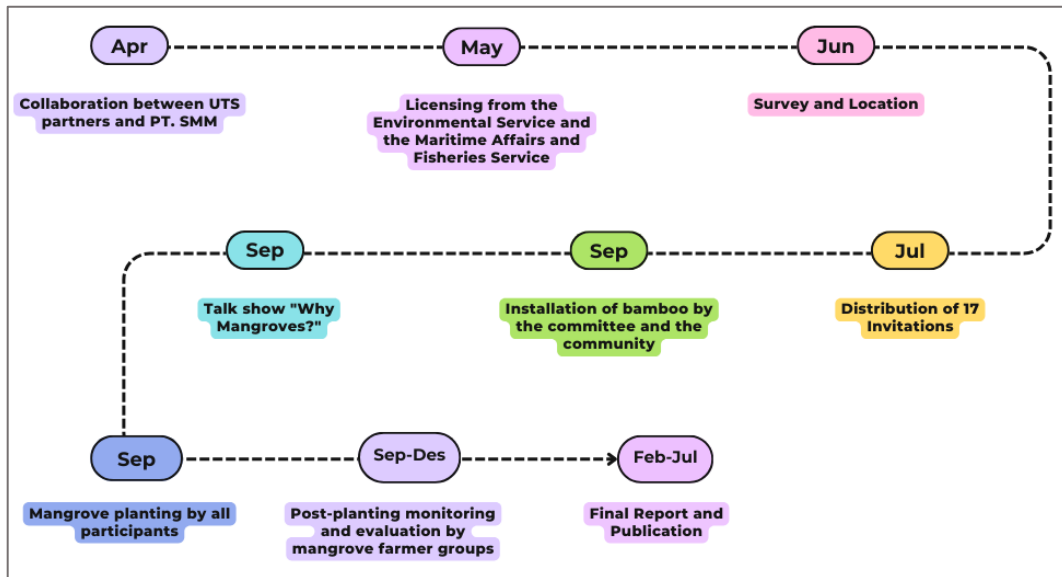 Apr
May
Jun
Collaboration between UTS
partners and PT. SMM
Licensing from the
Environmental Service and
the Maritime Affairs and
Fisheries Service
Survey and Location
Sep
Sep
Jul
Talk show "Why
Mangroves?"
Installation of bamboo by
the committee and the
community
Distribution of 17
Invitations
Sep
Sep-Des
Feb-Jul
Mangrove planting by all
participants
Post-planting monitoring
and evaluation by
mangrove farmer groups
Final Report and
Publication